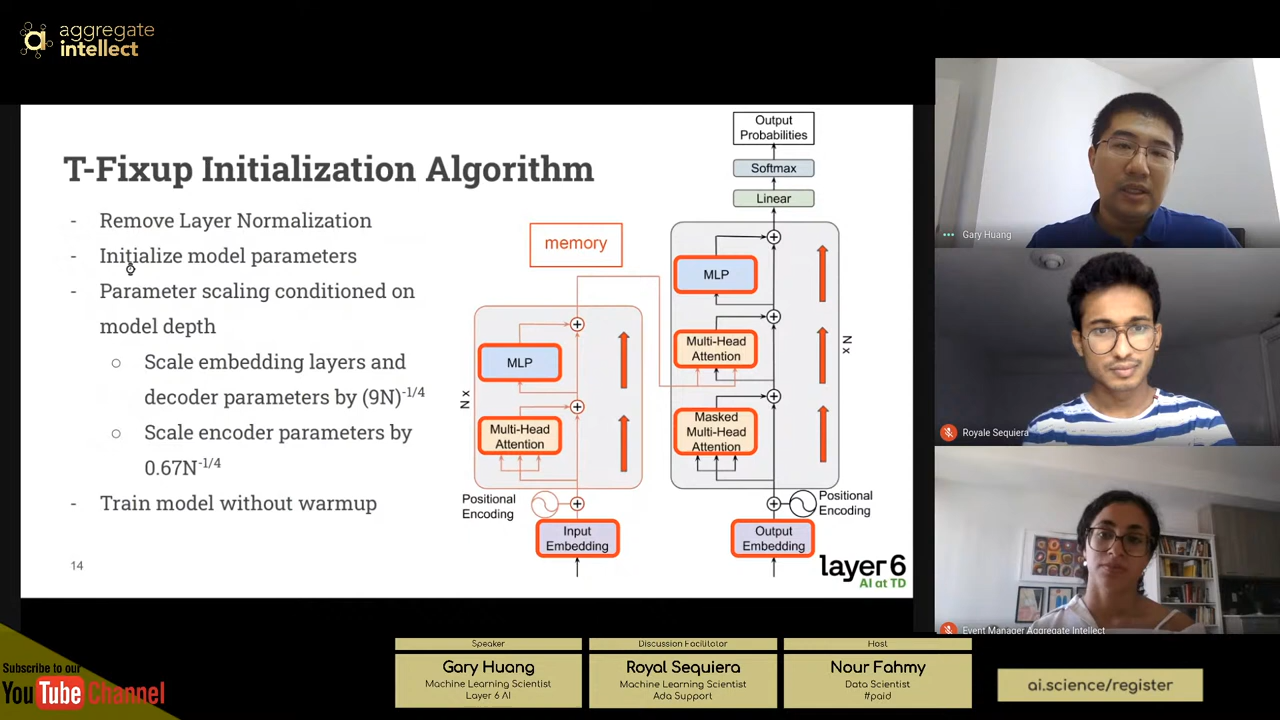 aggregate
intellect
T-Fixup Initialization Algorithm
- Remove Layer Normalization
- Initialize model parameters
- Parameter scaling conditioned on
model depth
○ Scale embedding layers and
decoder parameters by (9N)-1/4
○ Scale encoder parameters by
0.67N-1/4
- Train model without warmup
14
Output
Probabilities
Softmax
Linear
memory
MLP
Multi-Head
Attention
Masked
Multi-Head
Attention
N x
MLP
Multi-Head
Attention
N x
Positional
Encoding
Positional
Encoding
Input
Embedding
Output
Embedding
layer 6
AI at TD
Gary Huang
Royale Sequiera
Event Manager Aggregate Intellect
Subscribe to our
YouTube Channel
Speaker
Gary Huang
Machine Learning Scientist
Layer 6 AI
Discussion Facilitator
Royal Sequiera
Machine Learning Scientist
Ada Support
Host
Nour Fahmy
Data Scientist
#paid
ai.science/register